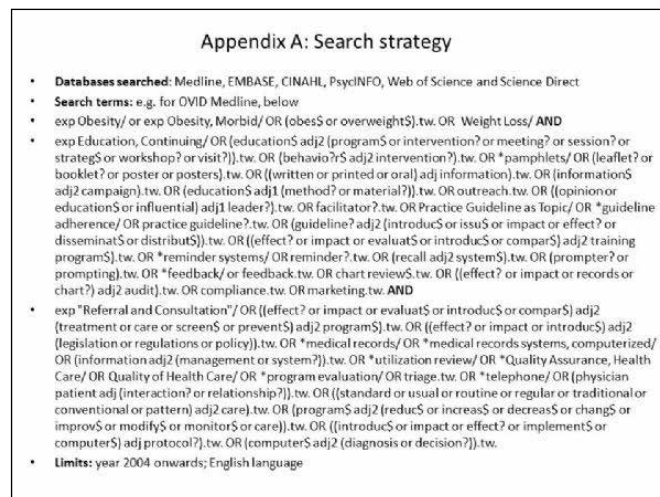 Appendix A: Search strategy
• Databases searched: Medline, EMBASE, CINAHL, PsycINFO, Web of Science and Science Direct
• Search terms: e.g. for OVID Medline, below
• exp Obesity/ or exp Obesity, Morbid/ OR (obes$ or overweight$).tw. OR Weight Loss/ AND
• exp Education, Continuing/ OR (education$ adj2 (program$ or intervention? or meeting? or session? or
strateg$ or workshop? or visit?)).tw. OR (behavio?r$ adj2 intervention?).tw. OR *pamphlets/ OR (leaflet? or
booklet? or poster or posters).tw. OR ((written or printed or oral) adj information).tw. OR (information$
adj2 campaign).tw. OR (education$ adj1 (method? or material?)).tw. OR outreach.tw. OR ((opinion or
education$ or influential) adj1 leader?).tw. OR facilitator?.tw. OR Practice Guideline as Topic/ OR *guideline
adherence/ OR practice guideline?.tw. OR (guideline? adj2 (introduc$ or issu$ or impact or effect? or
disseminat$ or distribut$)).tw. OR ((effect? or impact or evaluat$ or introduc$ or compar$) adj2 training
program$).tw. OR *reminder systems/ OR reminder?.tw. OR (recall adj2 system$).tw. OR (prompter? or
prompting).tw. OR *feedback/ or feedback.tw. OR chart review$.tw. OR ((effect? or impact or records or
chart?) adj2 audit).tw. OR compliance.tw. OR marketing.tw. AND
• exp "Referral and Consultation"/ OR ((effect? or impact or evaluat$ or introduc$ or compar$) adj2
(treatment or care or screen$ or prevent$) adj2 program$).tw. OR ((effect? or impact or introduc$) adj2
(legislation or regulations or policy)).tw. OR *medical records/ OR *medical records systems, computerized/
OR (information adj2 (management or system?)).tw. OR *utilization review/ OR *Quality Assurance, Health
Care/ OR Quality of Health Care/ OR *program evaluation/ OR triage.tw. OR *telephone/ OR (physician
patient adj (interaction? or relationship?)).tw. OR ((standard or usual or routine or regular or traditional or
conventional or pattern) adj2 care).tw. OR (program$ adj2 (reduc$ or increas$ or decreas$ or chang$ or
improv$ or modify$ or monitor$ or care)).tw. OR ((introduc$ or impact or effect? or implement$ or
computer$) adj protocol?).tw. OR (computer$ adj2 (diagnosis or decision?)).tw.
• Limits: year 2004 onwards; English language